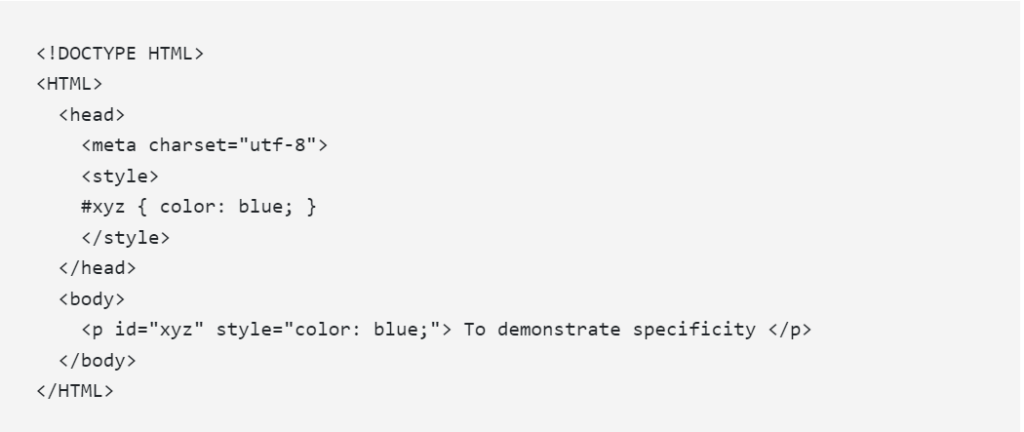 <!DOCTYPE HTML>
<HTML>
  <head>
    <meta charset="utf-8">
    <style>
    #xyz { color: blue; }
    </style>
  </head>
  <body>
    <p id="xyz" style="color: blue;"> To demonstrate specificity </p>
  </body>
</HTML>